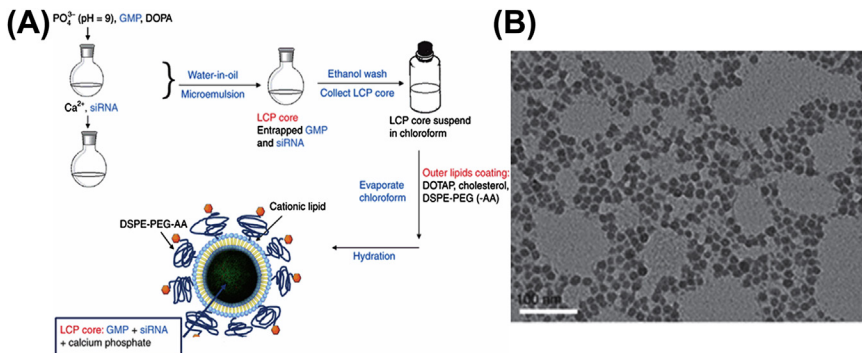 (A)
PO₄³⁻ (pH = 9), GMP, DOPA
Ca²⁺, siRNA
Water-in-oil
Microemulsion
LCP core
Entrapped GMP
and siRNA
Ethanol wash
Collect LCP core
LCP core suspend
in chloroform
Evaporate
chloroform
Outer lipids coating:
DOTAP, cholesterol,
DSPE-PEG (-AA)
Hydration
Cationic lipid
DSPE-PEG-AA
LCP core: GMP + siRNA
+ calcium phosphate
(B)
100 nm